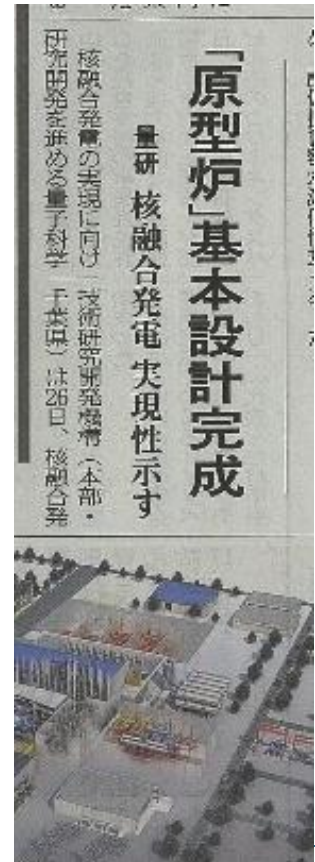 「原型炉」基本設計完成
量研 核融合発電 実現性示す
核融合発電の実現に向け
研究開発を進める量子科学
技術研究開発機構（本部・
千葉県）は26日、核融合発